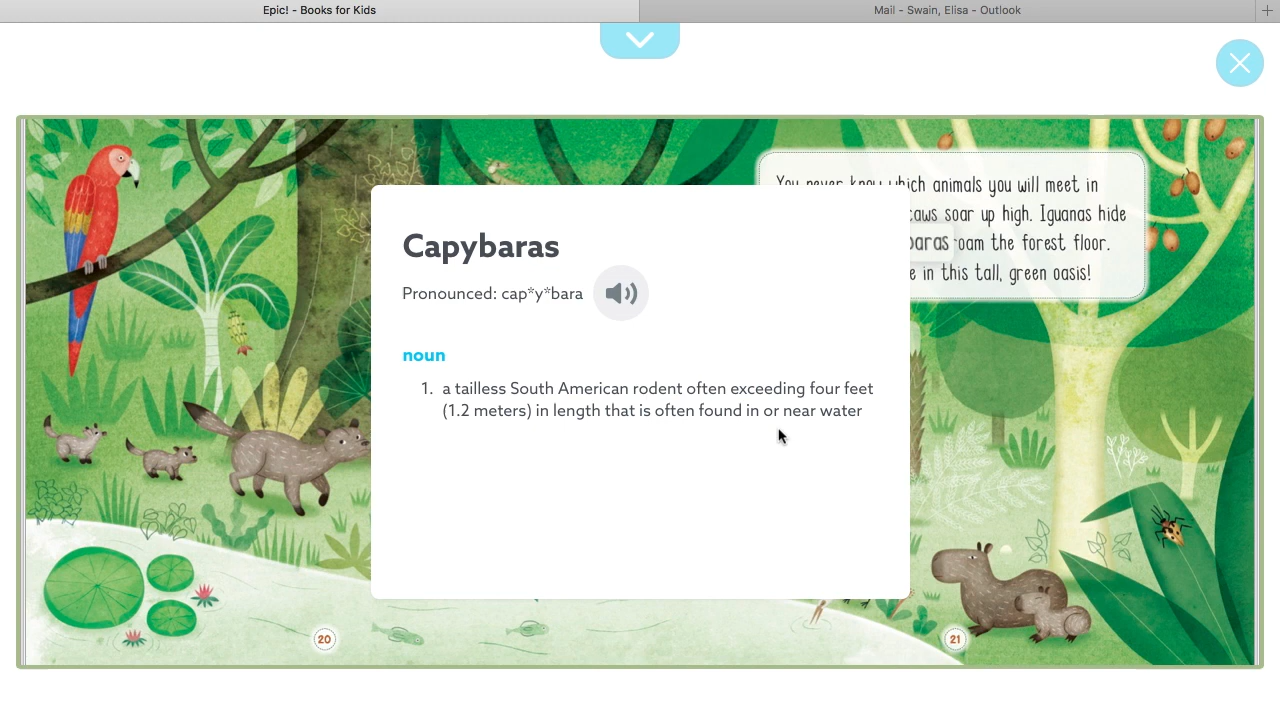 Epic! - Books for Kids
Mail - Swain, Elisa - Outlook
You never know which animals you will meet in
soar up high. Iguanas hide
roam the forest floor.
in this tall, green oasis!
Capybaras
Pronounced: cap*y*bara
noun
1. a tailless South American rodent often exceeding four feet
(1.2 meters) in length that is often found in or near water
20
21